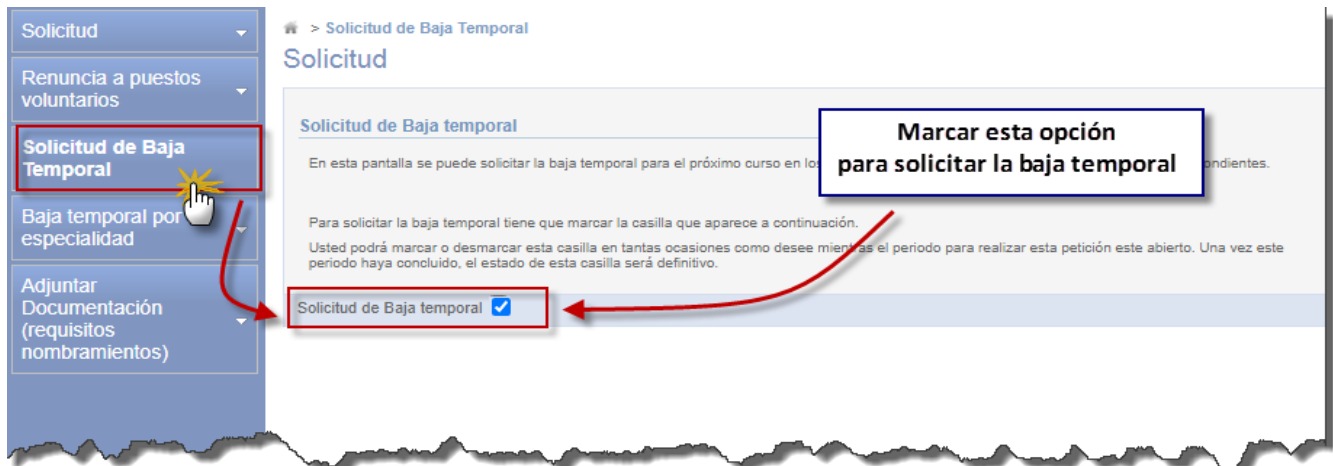 Solicitud
Renuncia a puestos
voluntarios
Solicitud de Baja
Temporal
Baja temporal por
especialidad
Adjuntar
Documentación
(requisitos
nombramientos)
> Solicitud de Baja Temporal
Solicitud
Solicitud de Baja temporal
En esta pantalla se puede solicitar la baja temporal para el próximo curso en los
Marcar esta opción
para solicitar la baja temporal
Para solicitar la baja temporal tiene que marcar la casilla que aparece a continuación.
Usted podrá marcar o desmarcar esta casilla en tantas ocasiones como desee mientras el periodo para realizar esta petición este abierto. Una vez este
periodo haya concluido, el estado de esta casilla será definitivo.
Solicitud de Baja temporal